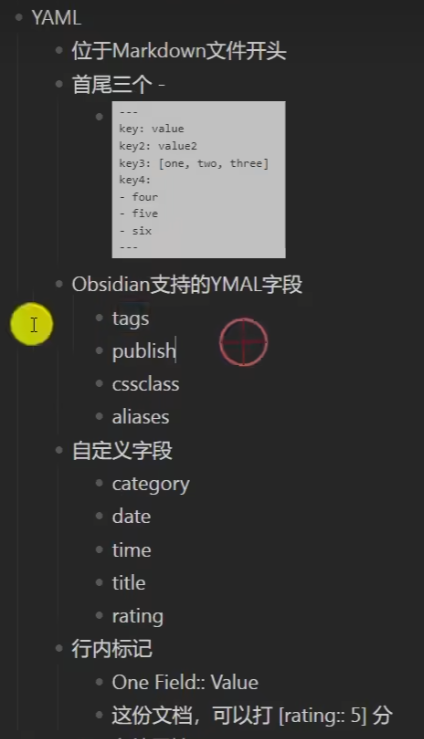 YAML
位于Markdown文件开头
首尾三个 -
---
key: value
key2: value2
key3: [one, two, three]
key4:
- four
- five
- six
---
Obsidian支持的YMAL字段
tags
publish
cssclass
aliases
自定义字段
category
date
time
title
rating
行内标记
One Field:: Value
这份文档，可以打 [rating:: 5] 分